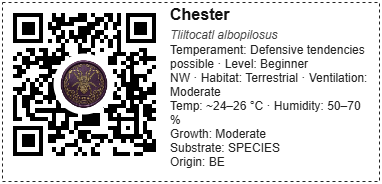 Chester
Tliltocatl albopilosus
Temperament: Defensive tendencies
possible · Level: Beginner
NW · Habitat: Terrestrial · Ventilation:
Moderate
Temp: ~24–26 °C · Humidity: 50–70
%
Growth: Moderate
Substrate: SPECIES
Origin: BE